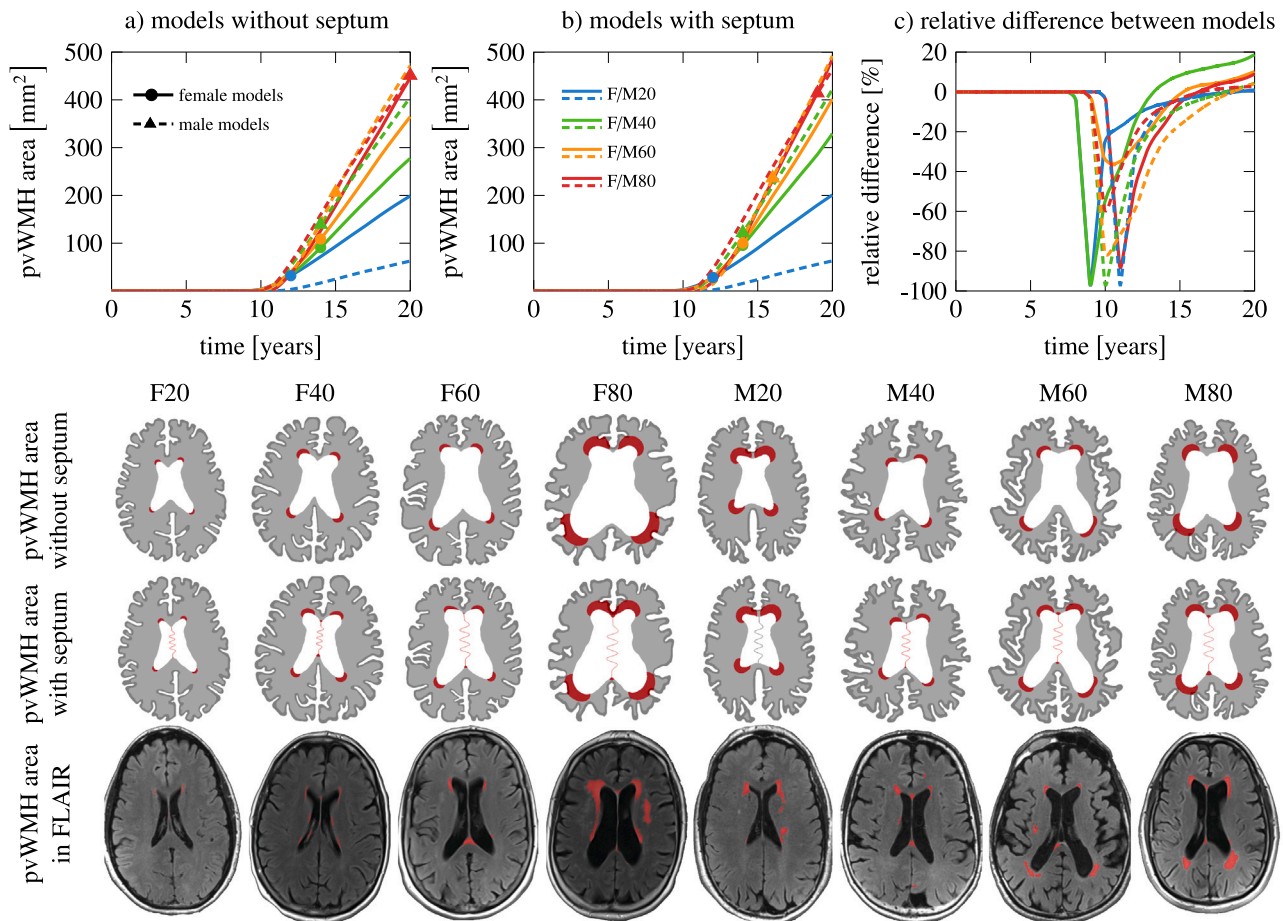 a) models without septum
b) models with septum
c) relative difference between models
pvWMH area [mm²]
500
400
300
200
100
0
5
10
15
20
time [years]
female models
male models
pvWMH area [mm²]
500
400
300
200
100
0
5
10
15
20
time [years]
F/M20
F/M40
F/M60
F/M80
relative difference [%]
20
0
-20
-40
-60
-80
-100
0
5
10
15
20
time [years]
F20
F40
F60
F80
M20
M40
M60
M80
pvWMH area
without septum
pvWMH area
with septum
pvWMH area
in FLAIR